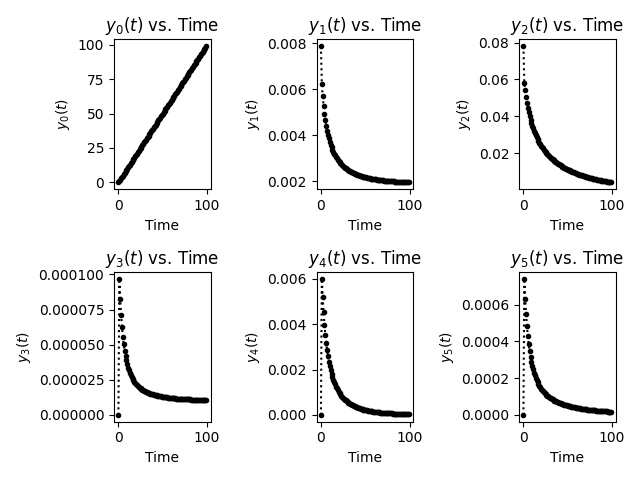 y₀(t) vs. Time
100
75
50
25
0
y₀(t)
0 100
Time
y₁(t) vs. Time
0.008
0.006
0.004
0.002
y₁(t)
0 100
Time
y₂(t) vs. Time
0.08
0.06
0.04
0.02
y₂(t)
0 100
Time
y₃(t) vs. Time
0.000100
0.000075
0.000050
0.000025
0.000000
y₃(t)
0 100
Time
y₄(t) vs. Time
0.006
0.004
0.002
0.000
y₄(t)
0 100
Time
y₅(t) vs. Time
0.0006
0.0004
0.0002
0.0000
y₅(t)
0 100
Time